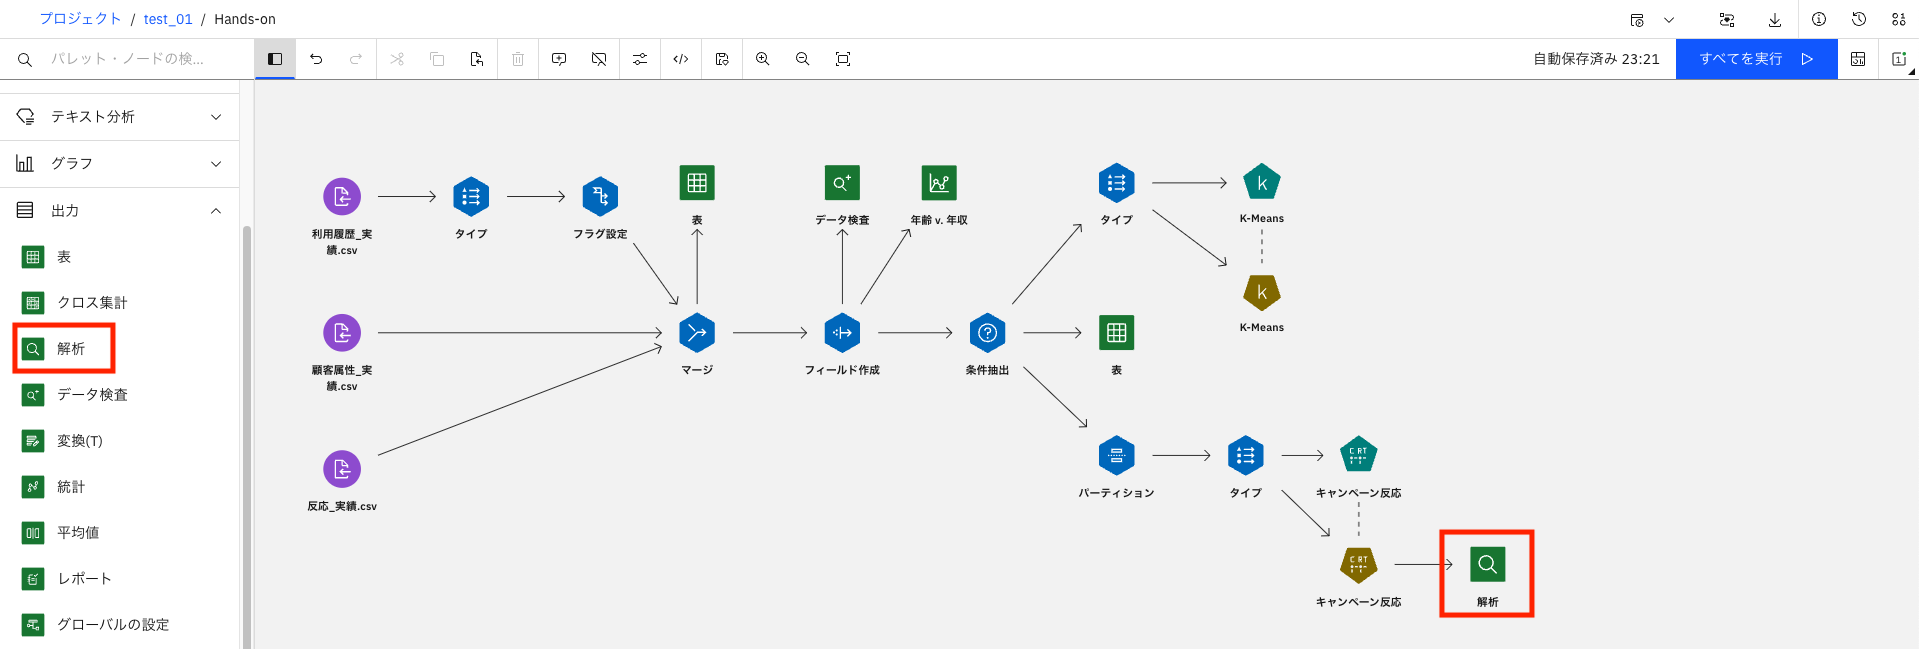 プロジェクト / test_01 / Hands-on
パレット・ノードの検...
自動保存済み 23:21
すべてを実行
1
テキスト分析
グラフ
出力
表
クロス集計
解析
データ検査
変換(T)
統計
平均値
レポート
グローバルの設定
利用履歴_実
績.csv
タイプ
フラグ設定
表
データ検査
年齢 v. 年収
タイプ
k
K-Means
k
K-Means
顧客属性_実
績.csv
マージ
フィールド作成
条件抽出
表
反応_実績.csv
パーティション
タイプ
CRT
キャンペーン反応
CRT
キャンペーン反応
解析